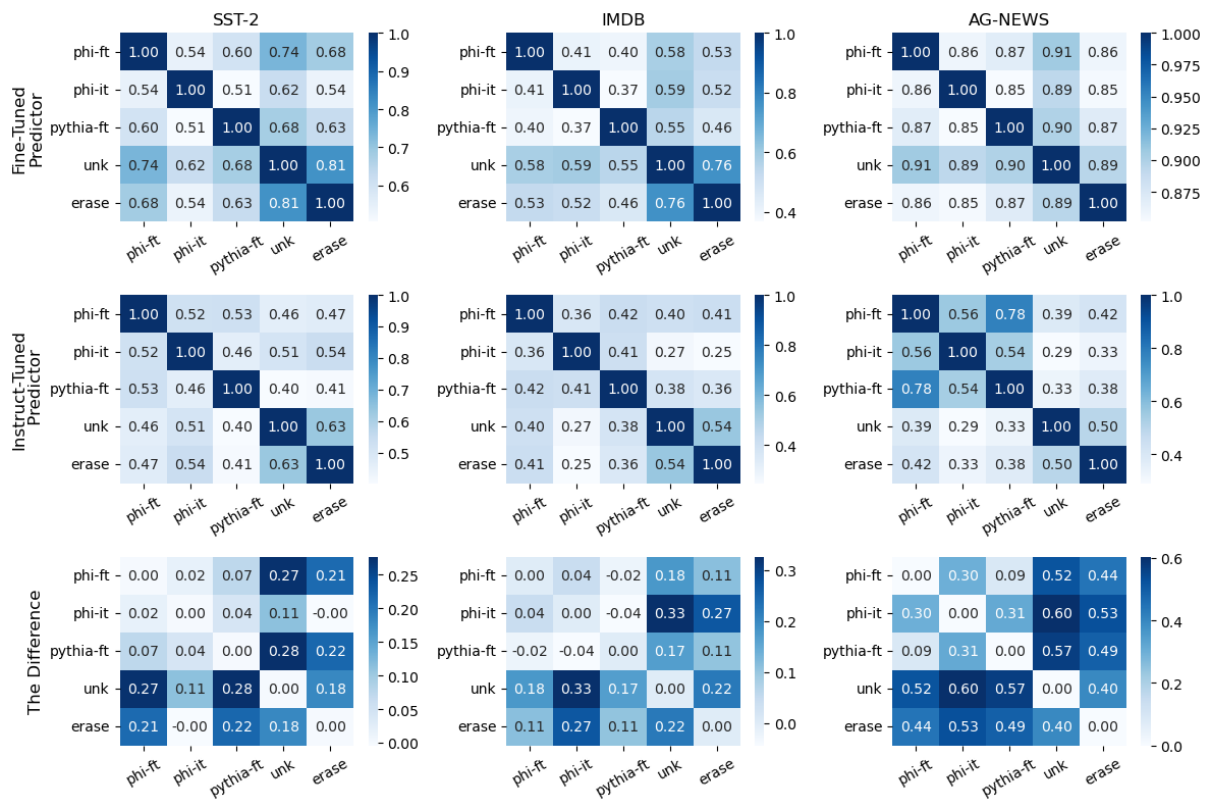 SST-2 IMDB AG-NEWS
Fine-Tuned
Predictor
phi-ft 1.00 0.54 0.60 0.74 0.68 1.0 phi-ft 1.00 0.41 0.40 0.58 0.53 1.0 phi-ft 1.00 0.86 0.87 0.91 0.86 1.000
0.9 0.975
phi-it 0.54 1.00 0.51 0.62 0.54 phi-it 0.41 1.00 0.37 0.59 0.52 0.8 phi-it 0.86 1.00 0.85 0.89 0.85 0.950
0.8
pythia-ft 0.60 0.51 1.00 0.68 0.63 pythia-ft 0.40 0.37 1.00 0.55 0.46 pythia-ft 0.87 0.85 1.00 0.90 0.87 0.925
0.7 0.6
unk 0.74 0.62 0.68 1.00 0.81 unk 0.58 0.59 0.55 1.00 0.76 unk 0.91 0.89 0.90 1.00 0.89 0.900
0.6 0.875
erase 0.68 0.54 0.63 0.81 1.00 erase 0.53 0.52 0.46 0.76 1.00 0.4 erase 0.86 0.85 0.87 0.89 1.00
phi-ft phi-it pythia-ft unk erase phi-ft phi-it pythia-ft unk erase phi-ft phi-it pythia-ft unk erase
Instruct-Tuned
Predictor
phi-ft 1.00 0.52 0.53 0.46 0.47 1.0 phi-ft 1.00 0.36 0.42 0.40 0.41 1.0 phi-ft 1.00 0.56 0.78 0.39 0.42 1.0
0.9
phi-it 0.52 1.00 0.46 0.51 0.54 0.8 phi-it 0.36 1.00 0.41 0.27 0.25 0.8 phi-it 0.56 1.00 0.54 0.29 0.33 0.8
pythia-ft 0.53 0.46 1.00 0.40 0.41 0.7 pythia-ft 0.42 0.41 1.00 0.38 0.36 0.6 pythia-ft 0.78 0.54 1.00 0.33 0.38 0.6
unk 0.46 0.51 0.40 1.00 0.63 0.6 unk 0.40 0.27 0.38 1.00 0.54 unk 0.39 0.29 0.33 1.00 0.50
erase 0.47 0.54 0.41 0.63 1.00 0.5 erase 0.41 0.25 0.36 0.54 1.00 0.4 erase 0.42 0.33 0.38 0.50 1.00 0.4
phi-ft phi-it pythia-ft unk erase phi-ft phi-it pythia-ft unk erase phi-ft phi-it pythia-ft unk erase
The Difference
phi-ft 0.00 0.02 0.07 0.27 0.21 0.25 phi-ft 0.00 0.04 -0.02 0.18 0.11 0.3 phi-ft 0.00 0.30 0.09 0.52 0.44 0.6
phi-it 0.02 0.00 0.04 0.11 -0.00 0.20 phi-it 0.04 0.00 -0.04 0.33 0.27 0.2 phi-it 0.30 0.00 0.31 0.60 0.53 0.4
0.15
pythia-ft 0.07 0.04 0.00 0.28 0.22 0.10 pythia-ft -0.02 -0.04 0.00 0.17 0.11 0.1 pythia-ft 0.09 0.31 0.00 0.57 0.49
unk 0.27 0.11 0.28 0.00 0.18 0.05 unk 0.18 0.33 0.17 0.00 0.22 unk 0.52 0.60 0.57 0.00 0.40 0.2
erase 0.21 -0.00 0.22 0.18 0.00 0.00 erase 0.11 0.27 0.11 0.22 0.00 0.0 erase 0.44 0.53 0.49 0.40 0.00 0.0
phi-ft phi-it pythia-ft unk erase phi-ft phi-it pythia-ft unk erase phi-ft phi-it pythia-ft unk erase